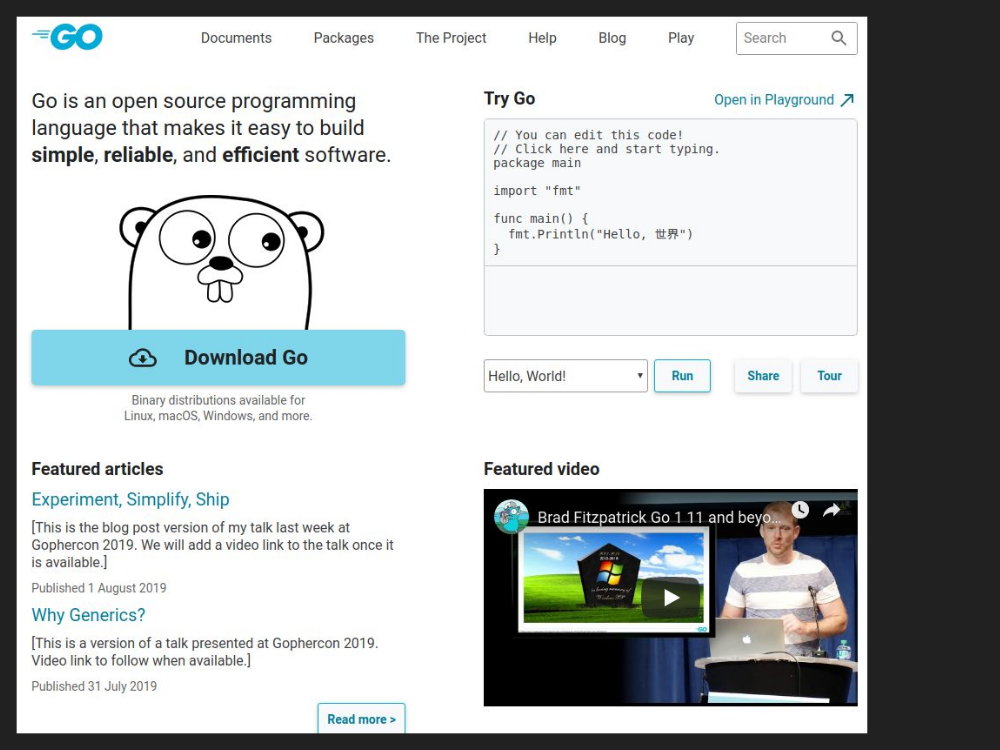 GO
Documents
Packages
The Project
Help
Blog
Play
Search
Go is an open source programming
language that makes it easy to build
simple, reliable, and efficient software.
Download Go
Binary distributions available for
Linux, macOS, Windows, and more.
Try Go
Open in Playground
// You can edit this code!
// Click here and start typing.
package main
import "fmt"
func main() {
fmt.Println("Hello, 世界")
}
Hello, World!
Run
Share
Tour
Featured articles
Experiment, Simplify, Ship
[This is the blog post version of my talk last week at
Gophercon 2019. We will add a video link to the talk once it
is available.]
Published 1 August 2019
Why Generics?
[This is a version of a talk presented at Gophercon 2019.
Video link to follow when available.]
Published 31 July 2019
Read more >
Featured video
Brad Fitzpatrick Go 1 11 and beyo...